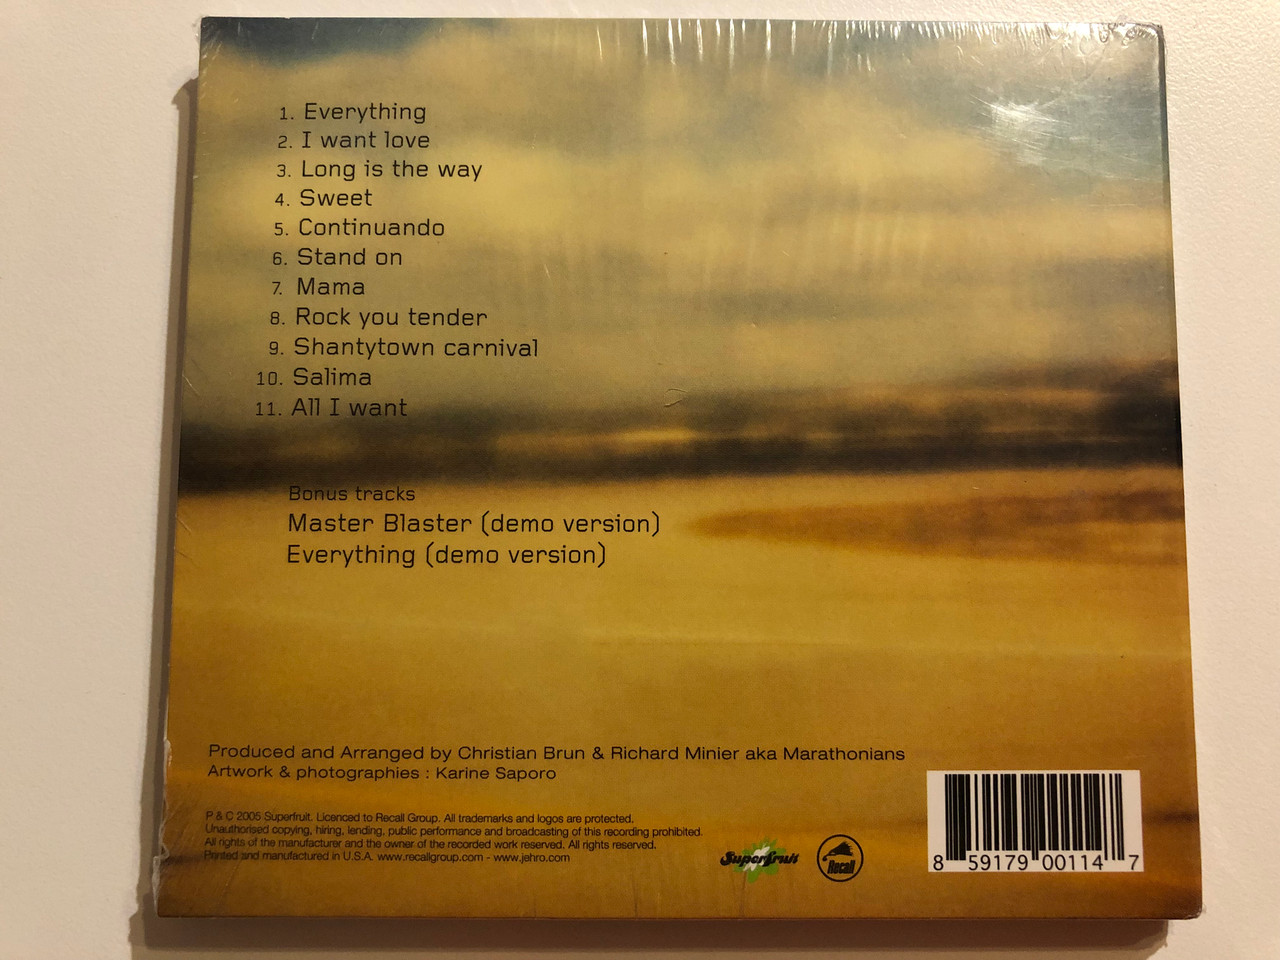 1. Everything
2. I want love
3. Long is the way
4. Sweet
5. Continuando
6. Stand on
7. Mama
8. Rock you tender
9. Shantytown carnival
10. Salima
11. All I want
Bonus tracks
Master Blaster (demo version)
Everything (demo version)
Produced and Arranged by Christian Brun & Richard Minier aka Marathonians
Artwork & photographies : Karine Saporo
P & C 2005 Superfruit. Licenced to Recall Group. All trademarks and logos are protected.
Unauthorised copying, hiring, lending, public performance and broadcasting of this recording prohibited.
All rights of the manufacturer and the owner of the recorded work reserved. All rights reserved.
Printed and manufactured in U.S.A. www.recallgroup.com - www.jehro.com
Superfruit
Recall
8 59179 00114 7